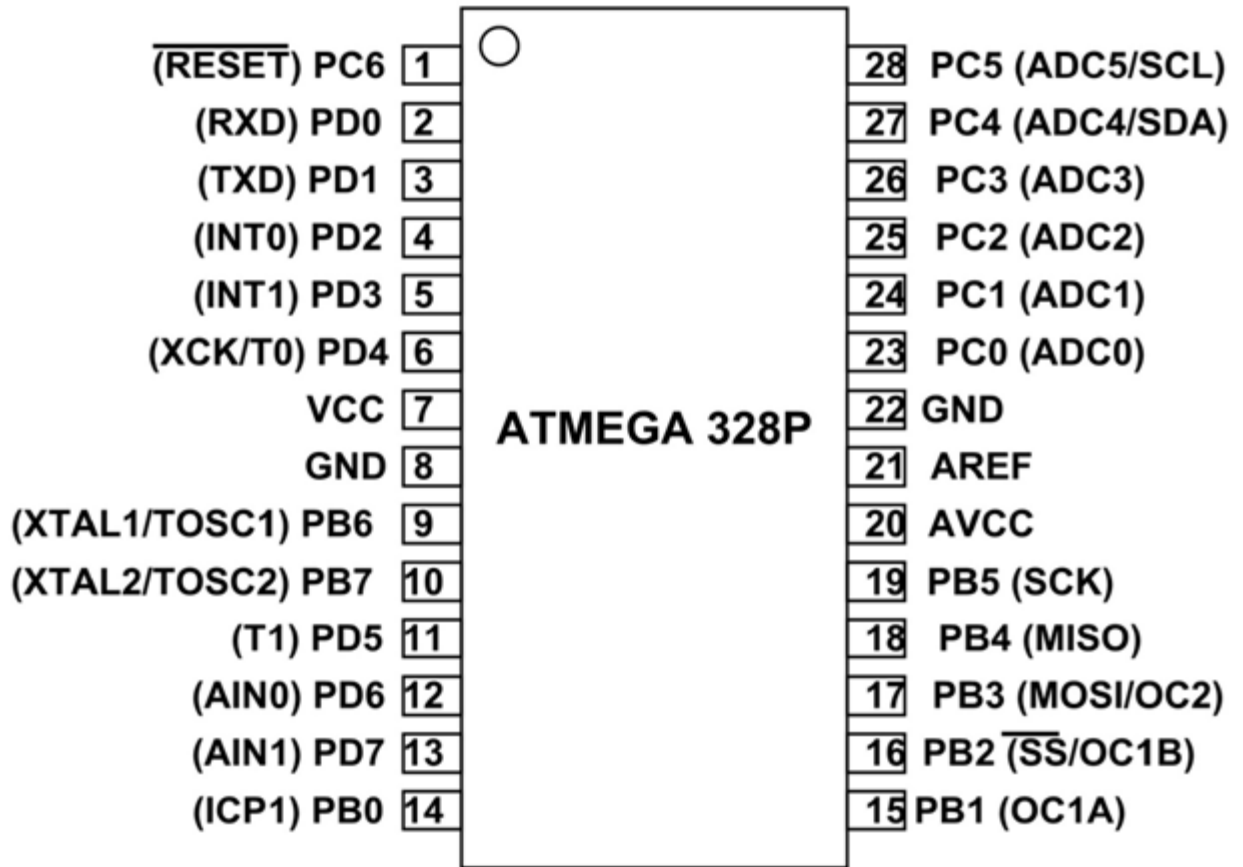 (RESET) PC6 1
(RXD) PD0 2
(TXD) PD1 3
(INT0) PD2 4
(INT1) PD3 5
(XCK/T0) PD4 6
VCC 7
GND 8
(XTAL1/TOSC1) PB6 9
(XTAL2/TOSC2) PB7 10
(T1) PD5 11
(AIN0) PD6 12
(AIN1) PD7 13
(ICP1) PB0 14
ATMEGA 328P
28 PC5 (ADC5/SCL)
27 PC4 (ADC4/SDA)
26 PC3 (ADC3)
25 PC2 (ADC2)
24 PC1 (ADC1)
23 PC0 (ADC0)
22 GND
21 AREF
20 AVCC
19 PB5 (SCK)
18 PB4 (MISO)
17 PB3 (MOSI/OC2)
16 PB2 (SS/OC1B)
15 PB1 (OC1A)